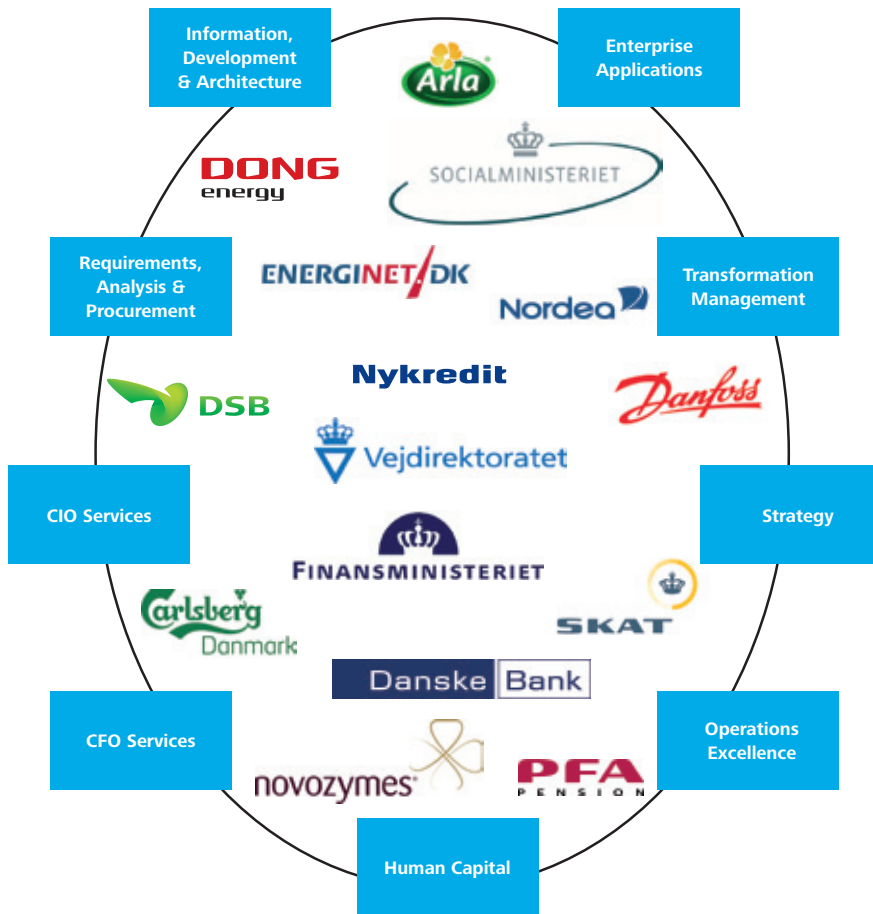 Information,
Development
& Architecture
Enterprise
Applications
Arla
DONG
energy
SOCIALMINISTERIET
Requirements,
Analysis &
Procurement
ENERGINET/DK
Nordea
Transformation
Management
Nykredit
DSB
Danfoss
Vejdirektoratet
CIO Services
Strategy
FINANSMINISTERIET
Carlsberg
Danmark
SKAT
Danske Bank
CFO Services
Operations
Excellence
novozymes
PFA
PENSION
Human Capital